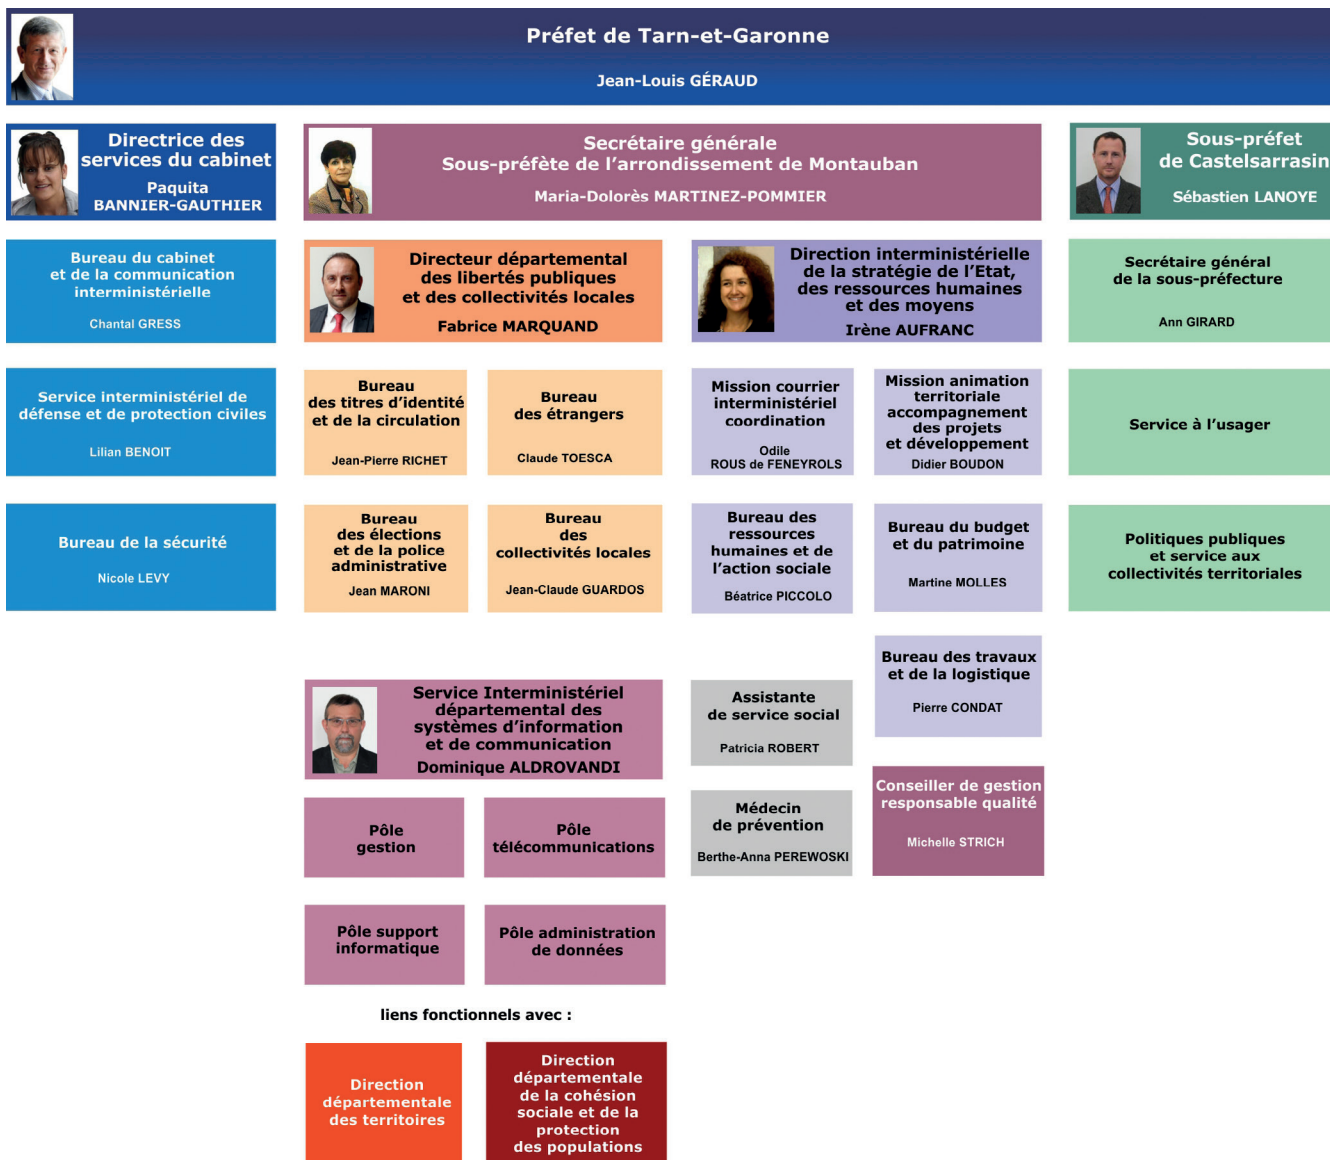 Préfet de Tarn-et-Garonne
Jean-Louis GÉRAUD
Directrice des
services du cabinet
Paquita
BANNIER-GAUTHIER
Secrétaire générale
Sous-préfète de l'arrondissement de Montauban
Maria-Dolorès MARTINEZ-POMMIER
Sous-préfet
de Castelsarrasin
Sébastien LANOYE
Bureau du cabinet
et de la communication
interministérielle
Chantal GRESS
Directeur départemental
des libertés publiques
et des collectivités locales
Fabrice MARQUAND
Direction interministérielle
de la stratégie de l'Etat,
des ressources humaines
et des moyens
Irène AUFRANC
Secrétaire général
de la sous-préfecture
Ann GIRARD
Service interministériel de
défense et de protection civiles
Lilian BENOIT
Bureau
des titres d'identité
et de la circulation
Jean-Pierre RICHET
Bureau
des étrangers
Claude TOESCA
Mission courrier
interministériel
coordination
Odile
ROUS de FENEYROLS
Mission animation
territoriale
accompagnement
des projets
et développement
Didier BOUDON
Service à l'usager
Bureau de la sécurité
Nicole LEVY
Bureau
des élections
et de la police
administrative
Jean MARONI
Bureau
des
collectivités locales
Jean-Claude GUARDOS
Bureau des
ressources
humaines et de
l'action sociale
Béatrice PICCOLO
Bureau du budget
et du patrimoine
Martine MOLLES
Politiques publiques
et service aux
collectivités territoriales
Bureau des travaux
et de la logistique
Pierre CONDAT
Service Interministériel
départemental des
systèmes d'information
et de communication
Dominique ALDROVANDI
Assistante
de service social
Patricia ROBERT
Conseiller de gestion
responsable qualité
Michelle STRICH
Pôle
gestion
Pôle
télécommunications
Médecin
de prévention
Berthe-Anna PEREWOSKI
Pôle support
informatique
Pôle administration
de données
liens fonctionnels avec :
Direction
départementale
des territoires
Direction
départementale
de la cohésion
sociale et de la
protection
des populations